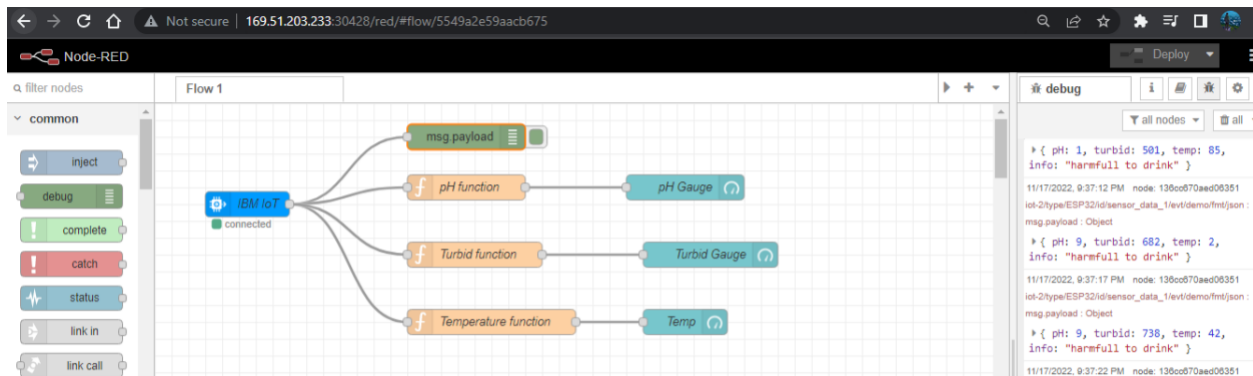 Not secure | 169.51.203.233:30428/red/#flow/5549a2e59aacb675
Node-RED
Deploy
filter nodes
Flow 1
debug
i
common
all nodes
all
inject
debug
complete
catch
status
link in
link call
IBM IoT
connected
msg.payload
pH function
pH Gauge
Turbid function
Turbid Gauge
Temperature function
Temp
{ pH: 1, turbid: 501, temp: 85,
info: "harmfull to drink" }
11/17/2022, 9:37:12 PM node: 136cc670aed06351
iot-2/type/ESP32/id/sensor_data_1/evt/demo/fmt/json :
msg.payload : Object
{ pH: 9, turbid: 682, temp: 2,
info: "harmfull to drink" }
11/17/2022, 9:37:17 PM node: 136cc670aed06351
iot-2/type/ESP32/id/sensor_data_1/evt/demo/fmt/json :
msg.payload : Object
{ pH: 9, turbid: 738, temp: 42,
info: "harmfull to drink" }
11/17/2022, 9:37:22 PM node: 136cc670aed06351